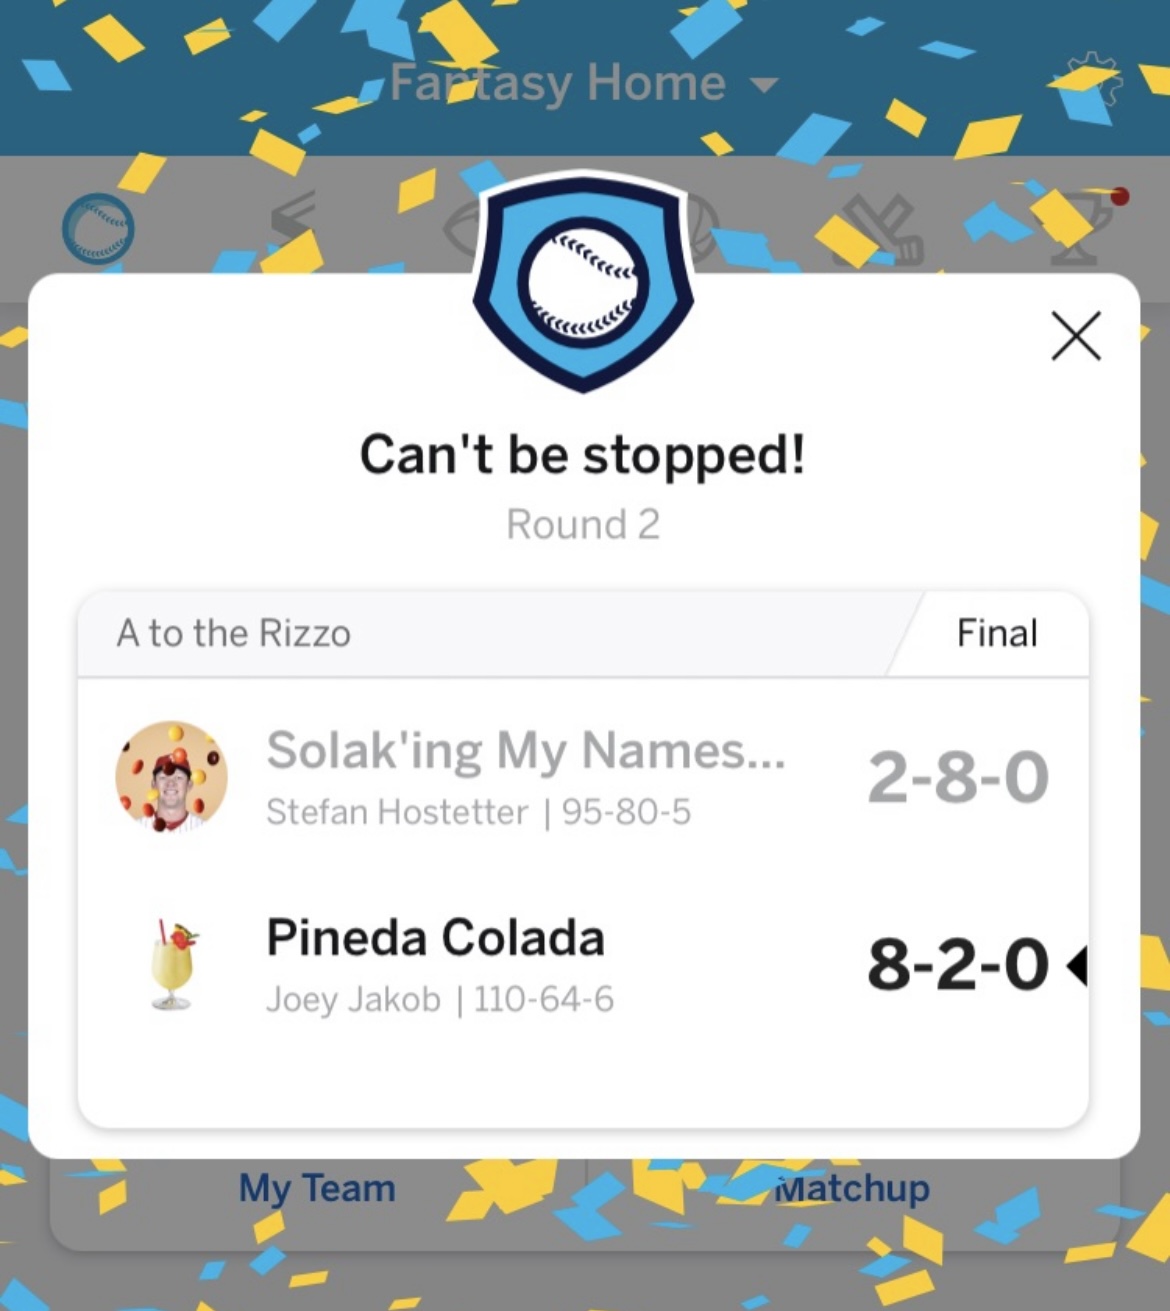 Fantasy Home
Can't be stopped!
Round 2
A to the Rizzo
Final
Solak'ing My Names...
2-8-0
Stefan Hostetter | 95-80-5
Pineda Colada
8-2-0
Joey Jakob | 110-64-6
My Team
Matchup